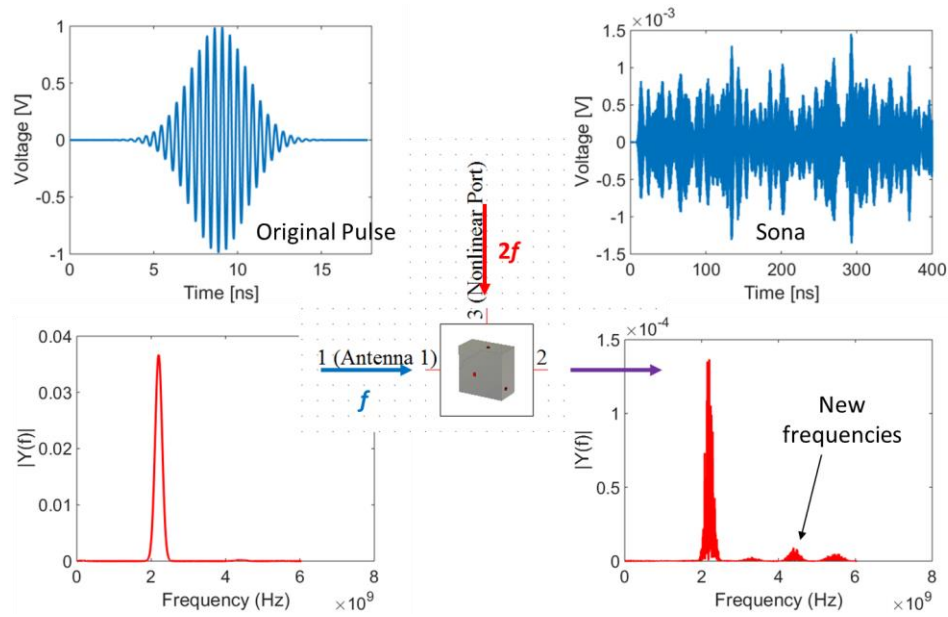 1
0.5
0
-0.5
-1
Voltage [V]
0 5 10 15
Time [ns]
Original Pulse
×10⁻³
1.5
1
0.5
0
-0.5
-1
-1.5
Voltage [V]
0 100 200 300 400
Time [ns]
Sona
3 (Nonlinear Port)
2f
1 (Antenna 1)
f
2
0.04
0.03
0.02
0.01
0
|Y(f)|
0 2 4 6 8
Frequency (Hz) ×10⁹
×10⁻⁴
1.5
1
0.5
0
|Y(f)|
New
frequencies
0 2 4 6 8
Frequency (Hz) ×10⁹